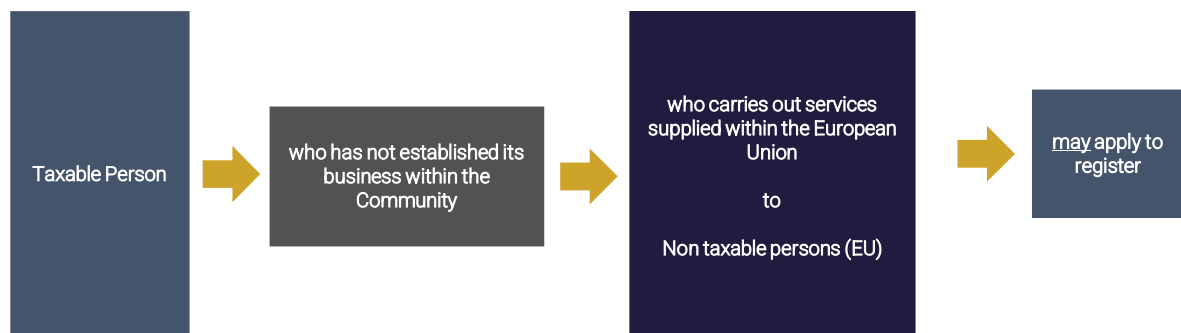 Taxable Person
who has not established its
business within the
Community
who carries out services
supplied within the European
Union
to
Non taxable persons (EU)
may apply to
register